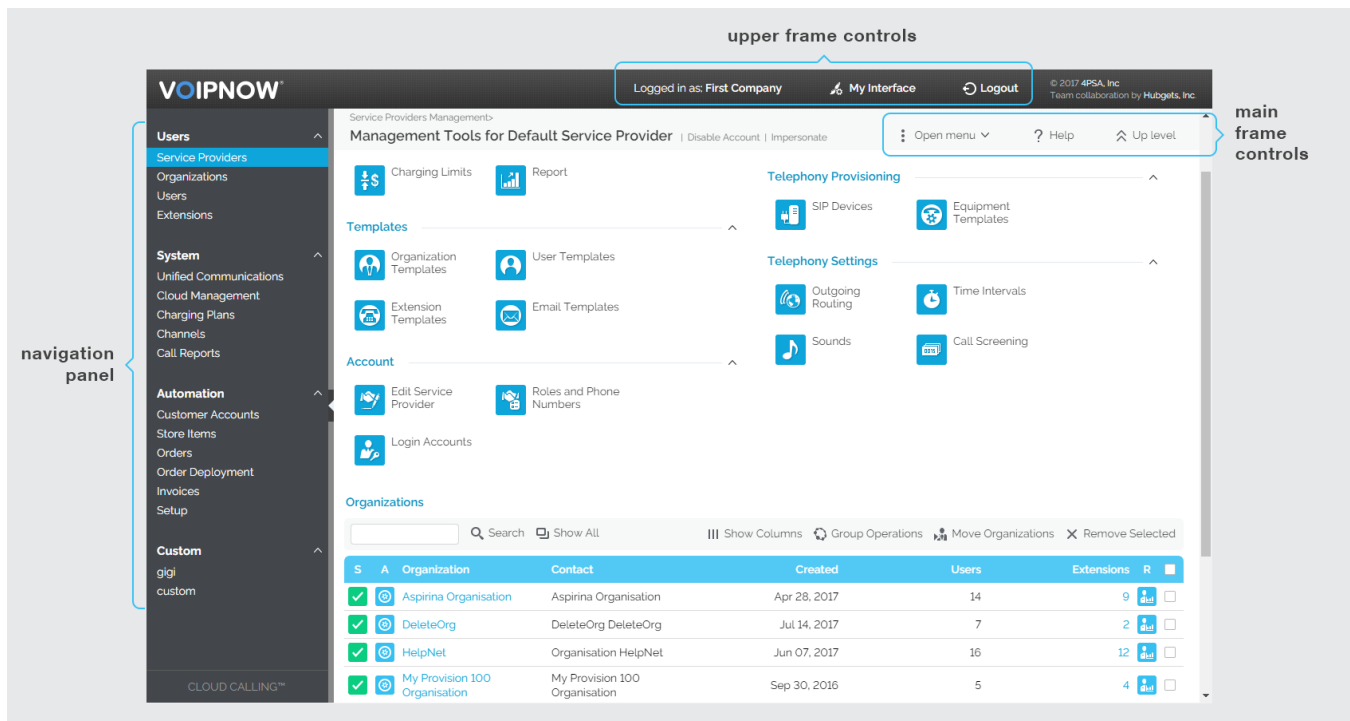 upper frame controls
VOIPNOW®
Logged in as: First Company
My Interface
Logout
© 2017 4PSA, Inc
Team collaboration by Hubgets, Inc.
main
frame
controls
navigation
panel
Users
Service Providers
Organizations
Users
Extensions
System
Unified Communications
Cloud Management
Charging Plans
Channels
Call Reports
Automation
Customer Accounts
Store Items
Orders
Order Deployment
Invoices
Setup
Custom
gigi
custom
CLOUD CALLING™
Service Providers Management>
Management Tools for Default Service Provider | Disable Account | Impersonate
Open menu
? Help
Up level
Charging Limits
Report
Templates
Organization
Templates
User Templates
Extension
Templates
Email Templates
Account
Edit Service
Provider
Roles and Phone
Numbers
Login Accounts
Telephony Provisioning
SIP Devices
Equipment
Templates
Telephony Settings
Outgoing
Routing
Time Intervals
Sounds
Call Screening
Organizations
Search Show All Show Columns Group Operations Move Organizations Remove Selected
S A Organization Contact Created Users Extensions R
Aspirina Organisation Aspirina Organisation Apr 28, 2017 14 9
DeleteOrg DeleteOrg DeleteOrg Jul 14, 2017 7 2
HelpNet Organisation HelpNet Jun 07, 2017 16 12
My Provision 100 My Provision 100 Sep 30, 2016 5 4
Organisation Organisation